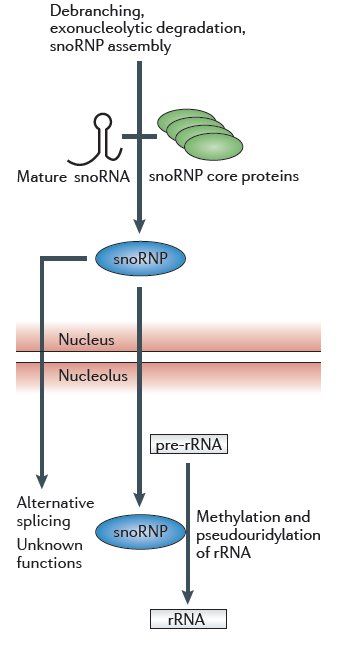 Debranching,
exonucleolytic degradation,
snoRNP assembly
Mature snoRNA
snoRNP core proteins
snoRNP
Nucleus
Nucleolus
pre-rRNA
Alternative
splicing
Unknown
functions
snoRNP
Methylation and
pseudouridylation
of rRNA
rRNA